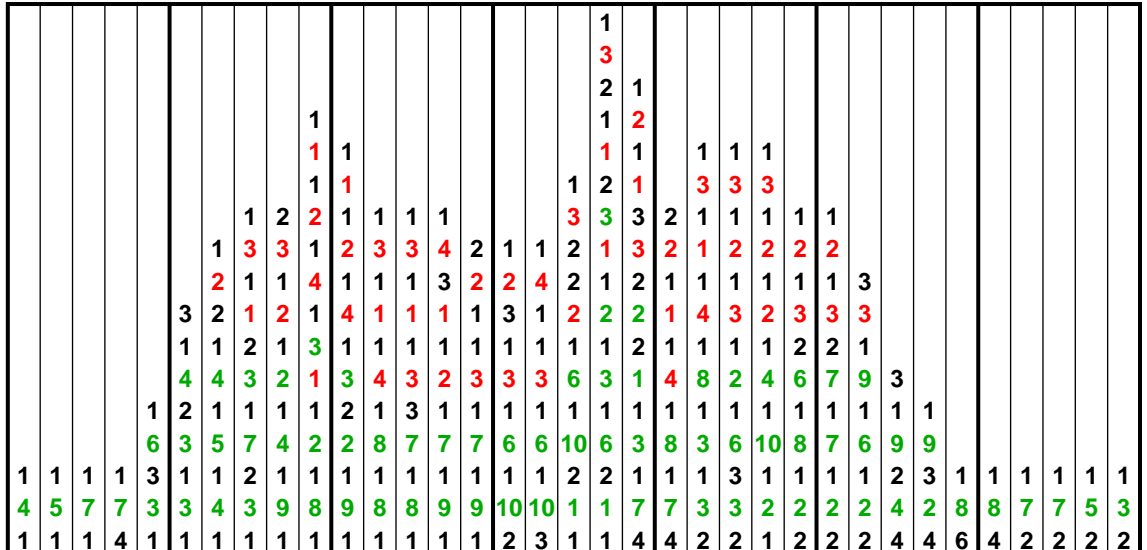 1
3
2 1
1 1 2
1 1 1 1 1 1 1
1 1 1 2 1 3 3 3
1 2 2 1 1 1 1 3 3 3 2 1 1 1 1 1
1 3 3 1 2 3 3 4 2 1 1 2 1 3 2 1 2 2 2 2
2 1 1 4 1 1 1 3 2 2 4 2 1 2 1 1 1 1 1 1 3
3 2 1 2 1 4 1 1 1 1 3 1 2 2 2 1 4 3 2 3 3 3
1 1 2 1 3 1 1 1 1 1 1 1 1 1 2 1 1 1 1 2 2 1
4 4 3 2 1 3 4 3 2 3 3 3 6 3 1 4 8 2 4 6 7 9 3
1 2 1 1 1 1 2 1 3 1 1 1 1 1 1 1 1 1 1 1 1 1 1 1 1
6 3 5 7 4 2 2 8 7 7 7 6 6 10 6 3 8 3 6 10 8 7 6 9 9
1 1 1 1 3 1 1 2 1 1 1 1 1 1 1 1 1 2 2 1 1 1 3 1 1 1 1 2 3 1 1 1 1 1 1
4 5 7 7 3 3 4 3 9 8 9 8 8 9 9 10 10 1 1 7 7 3 3 2 2 2 2 4 2 8 8 7 7 5 3
1 1 1 4 1 1 1 1 1 1 1 1 1 1 1 2 3 1 1 4 4 2 2 1 2 2 2 4 4 6 4 2 2 2 2